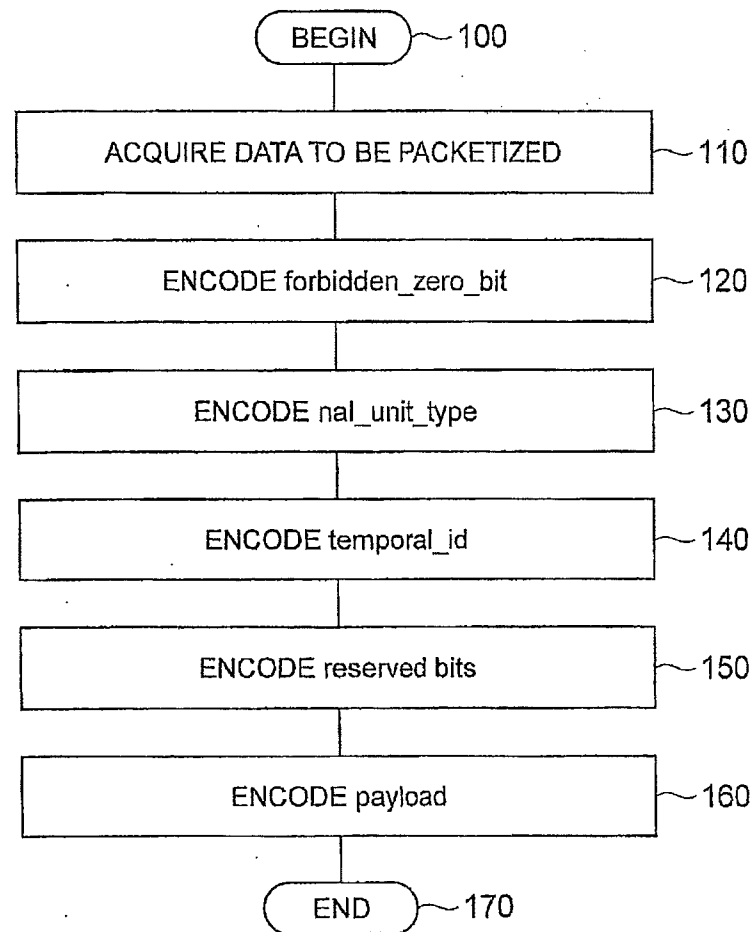 BEGIN 100
ACQUIRE DATA TO BE PACKETIZED 110
ENCODE forbidden_zero_bit 120
ENCODE nal_unit_type 130
ENCODE temporal_id 140
ENCODE reserved bits 150
ENCODE payload 160
END 170